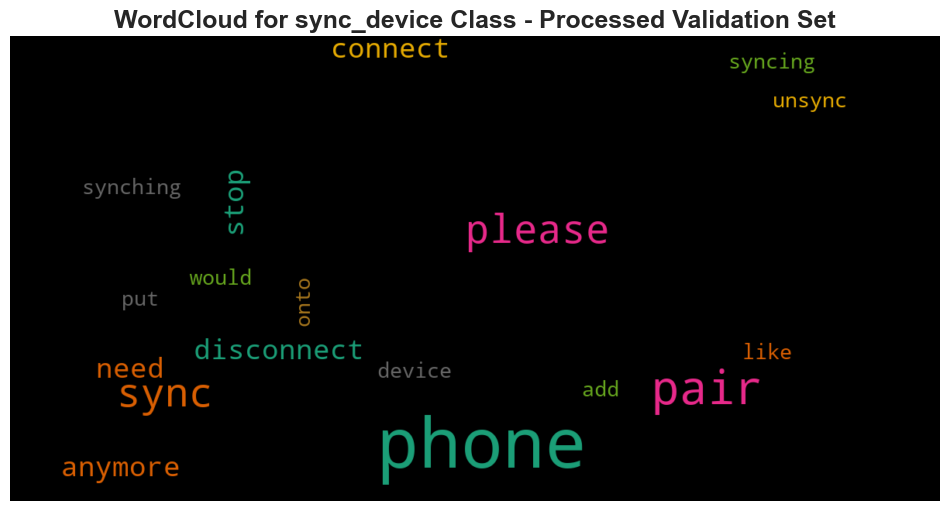 WordCloud for sync_device Class - Processed Validation Set
connect
syncing
unsync
synching
stop
please
would
onto
put
disconnect
like
need
device
sync
add
pair
phone
anymore